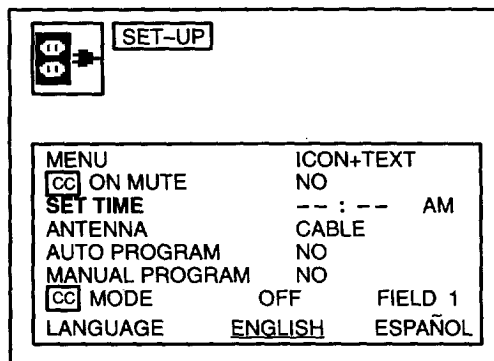 SET-UP
MENU ICON+TEXT
CC ON MUTE NO
SET TIME --:-- AM
ANTENNA CABLE
AUTO PROGRAM NO
MANUAL PROGRAM NO
CC MODE OFF FIELD 1
LANGUAGE ENGLISH ESPAÑOL